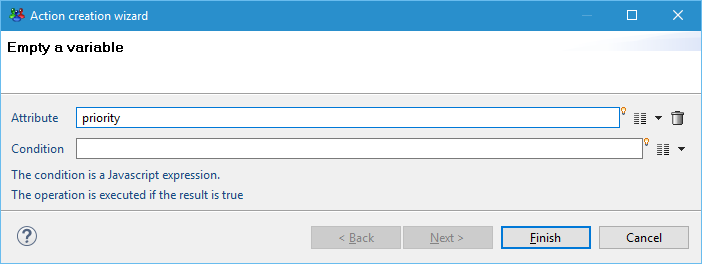 Action creation wizard
Empty a variable
Attribute priority
Condition
The condition is a Javascript expression.
The operation is executed if the result is true
? < Back Next > Finish Cancel